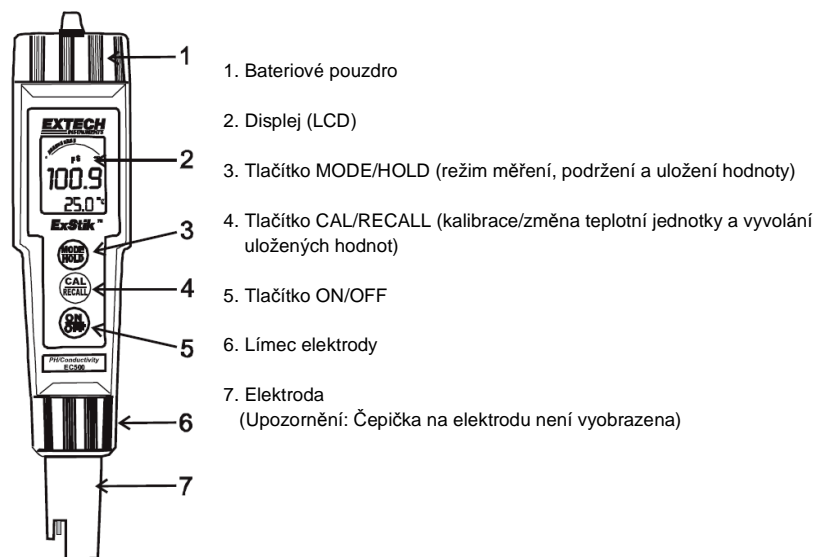 1
1. Bateriové pouzdro
EXTECH
INSTRUMENTS
2
2. Displej (LCD)
µS
100.9
25.0 °C
ExStik™
3
3. Tlačítko MODE/HOLD (režim měření, podržení a uložení hodnoty)
MODE
HOLD
4
4. Tlačítko CAL/RECALL (kalibrace/změna teplotní jednotky a vyvolání
uložených hodnot)
CAL
RECALL
5
5. Tlačítko ON/OFF
ON
OFF
PH/Conductivity
EC500
6
6. Límec elektrody
7
7. Elektroda
(Upozornění: Čepička na elektrodu není vyobrazena)